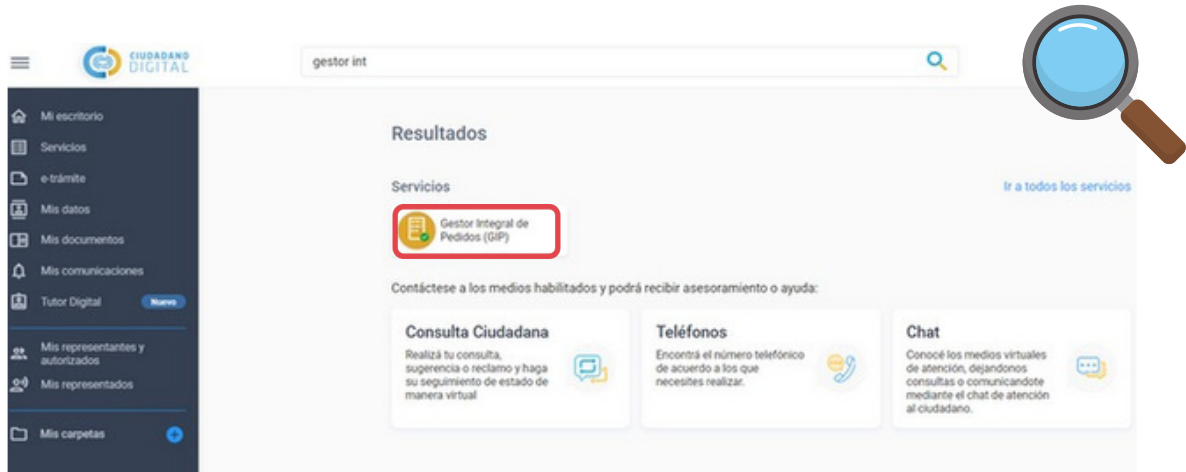 CIUDADANO
DIGITAL
gestor int
Mi escritorio
Servicios
e-trámite
Mis datos
Mis documentos
Mis comunicaciones
Tutor Digital
Nuevo
Mis representantes y
autorizados
Mis representados
Mis carpetas
Resultados
Servicios
Ir a todos los servicios
Gestor Integral de
Pedidos (GIP)
Contáctese a los medios habilitados y podrá recibir asesoramiento o ayuda:
Consulta Ciudadana
Realizá tu consulta,
sugerencia o reclamo y haga
su seguimiento de estado de
manera virtual
Teléfonos
Encontrá el número telefónico
de acuerdo a los que
necesites realizar.
Chat
Conocé los medios virtuales
de atención, dejandonos
consultas o comunicandote
mediante el chat de atención
al ciudadano.